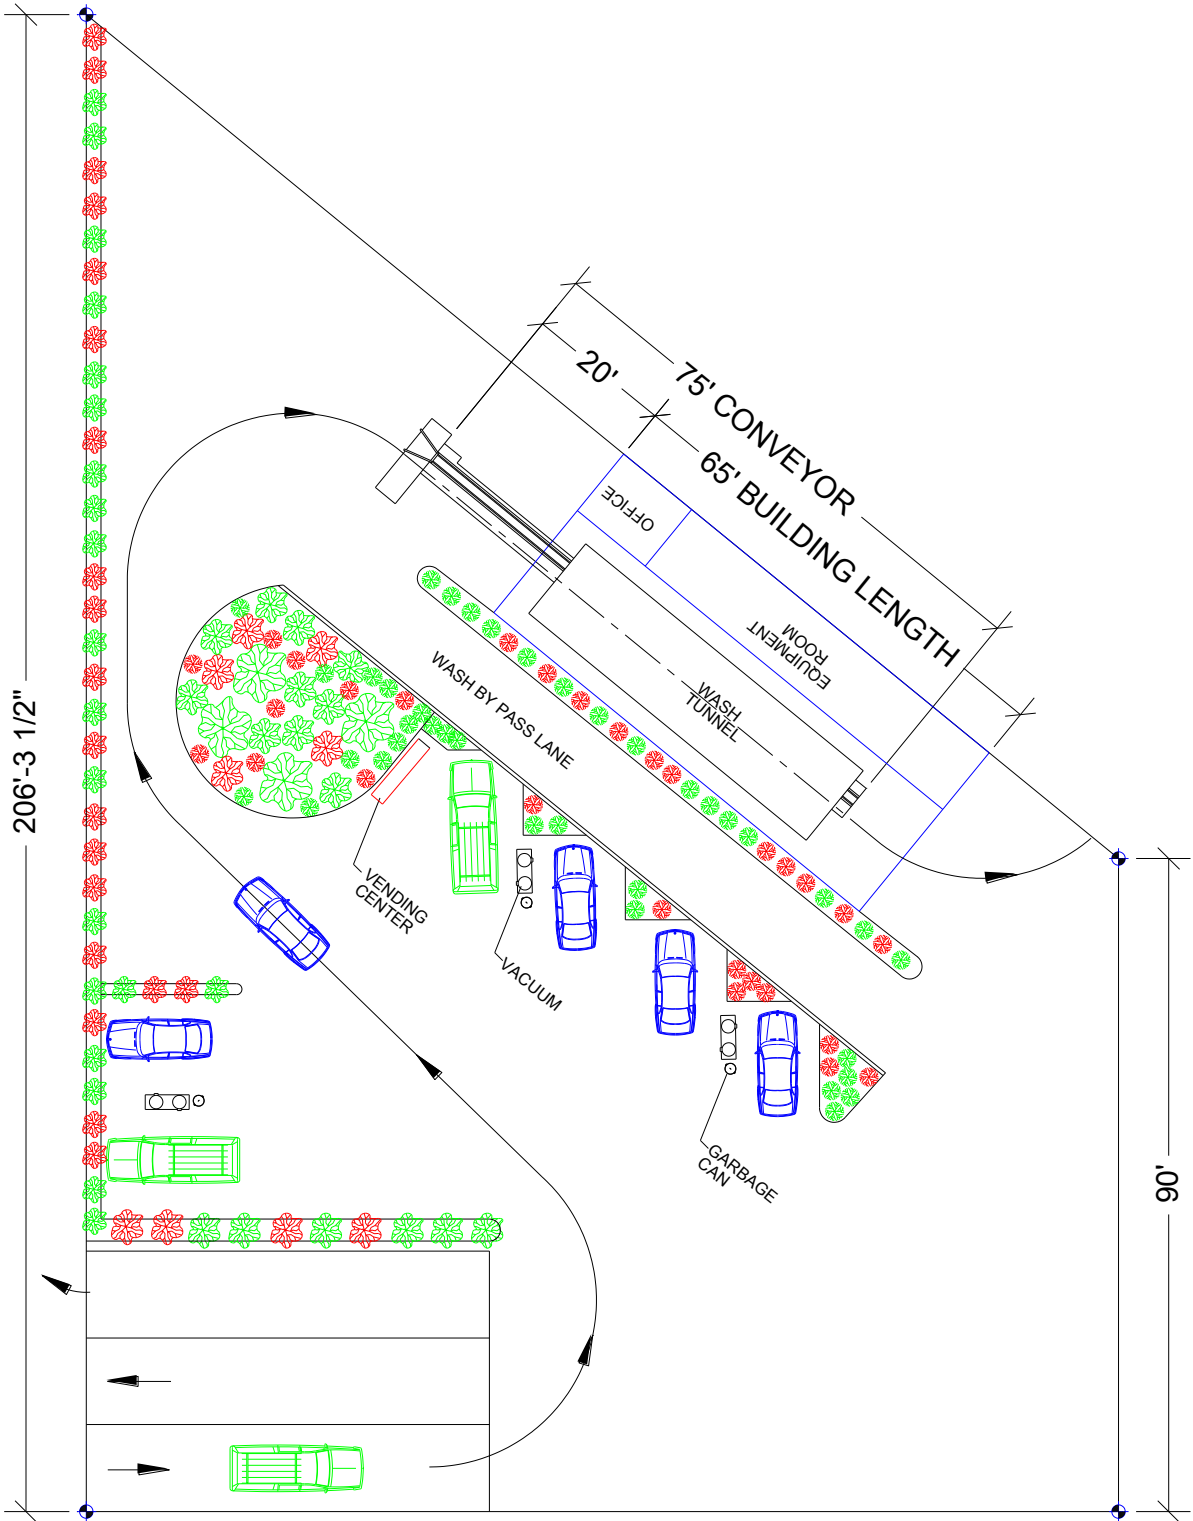 20'
75' CONVEYOR
65' BUILDING LENGTH
OFFICE
EQUIPMENT
ROOM
WASH
TUNNEL
WASH BY PASS LANE
206'-3 1/2"
VENDING
CENTER
VACUUM
GARBAGE
CAN
90'